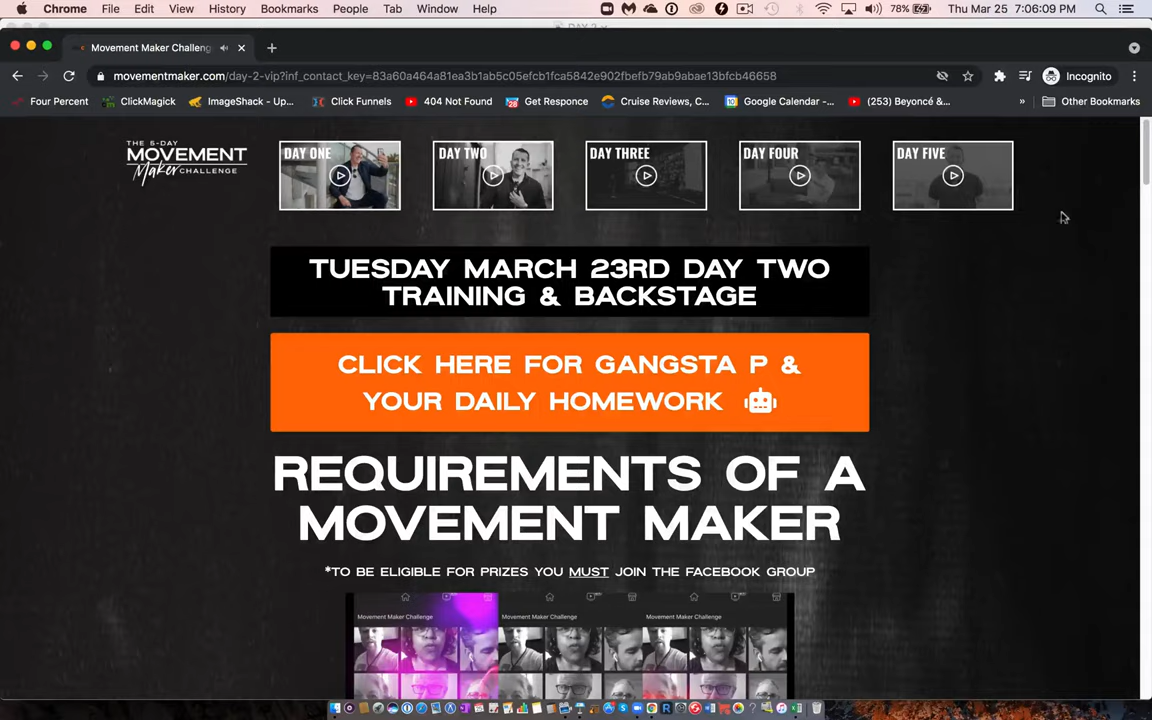 Chrome File Edit View History Bookmarks People Tab Window Help 78% Thu Mar 25 7:06:09 PM
Movement Maker Challeng
movementmaker.com/day-2-vip?inf_contact_key=83a60a464a81ea3b1ab5c05efcb1fca5842e902fbefb79ab9abae13bfcb46658 Incognito
Four Percent ClickMagick ImageShack - Up... Click Funnels 404 Not Found Get Responce Cruise Reviews, C... Google Calendar -... (253) Beyoncé &... » Other Bookmarks
THE 5-DAY
MOVEMENT
Maker CHALLENGE
DAY ONE DAY TWO DAY THREE DAY FOUR DAY FIVE
TUESDAY MARCH 23RD DAY TWO
TRAINING & BACKSTAGE
CLICK HERE FOR GANGSTA P &
YOUR DAILY HOMEWORK
REQUIREMENTS OF A
MOVEMENT MAKER
*TO BE ELIGIBLE FOR PRIZES YOU MUST JOIN THE FACEBOOK GROUP
Movement Maker Challenge Movement Maker Challenge Movement Maker Challenge